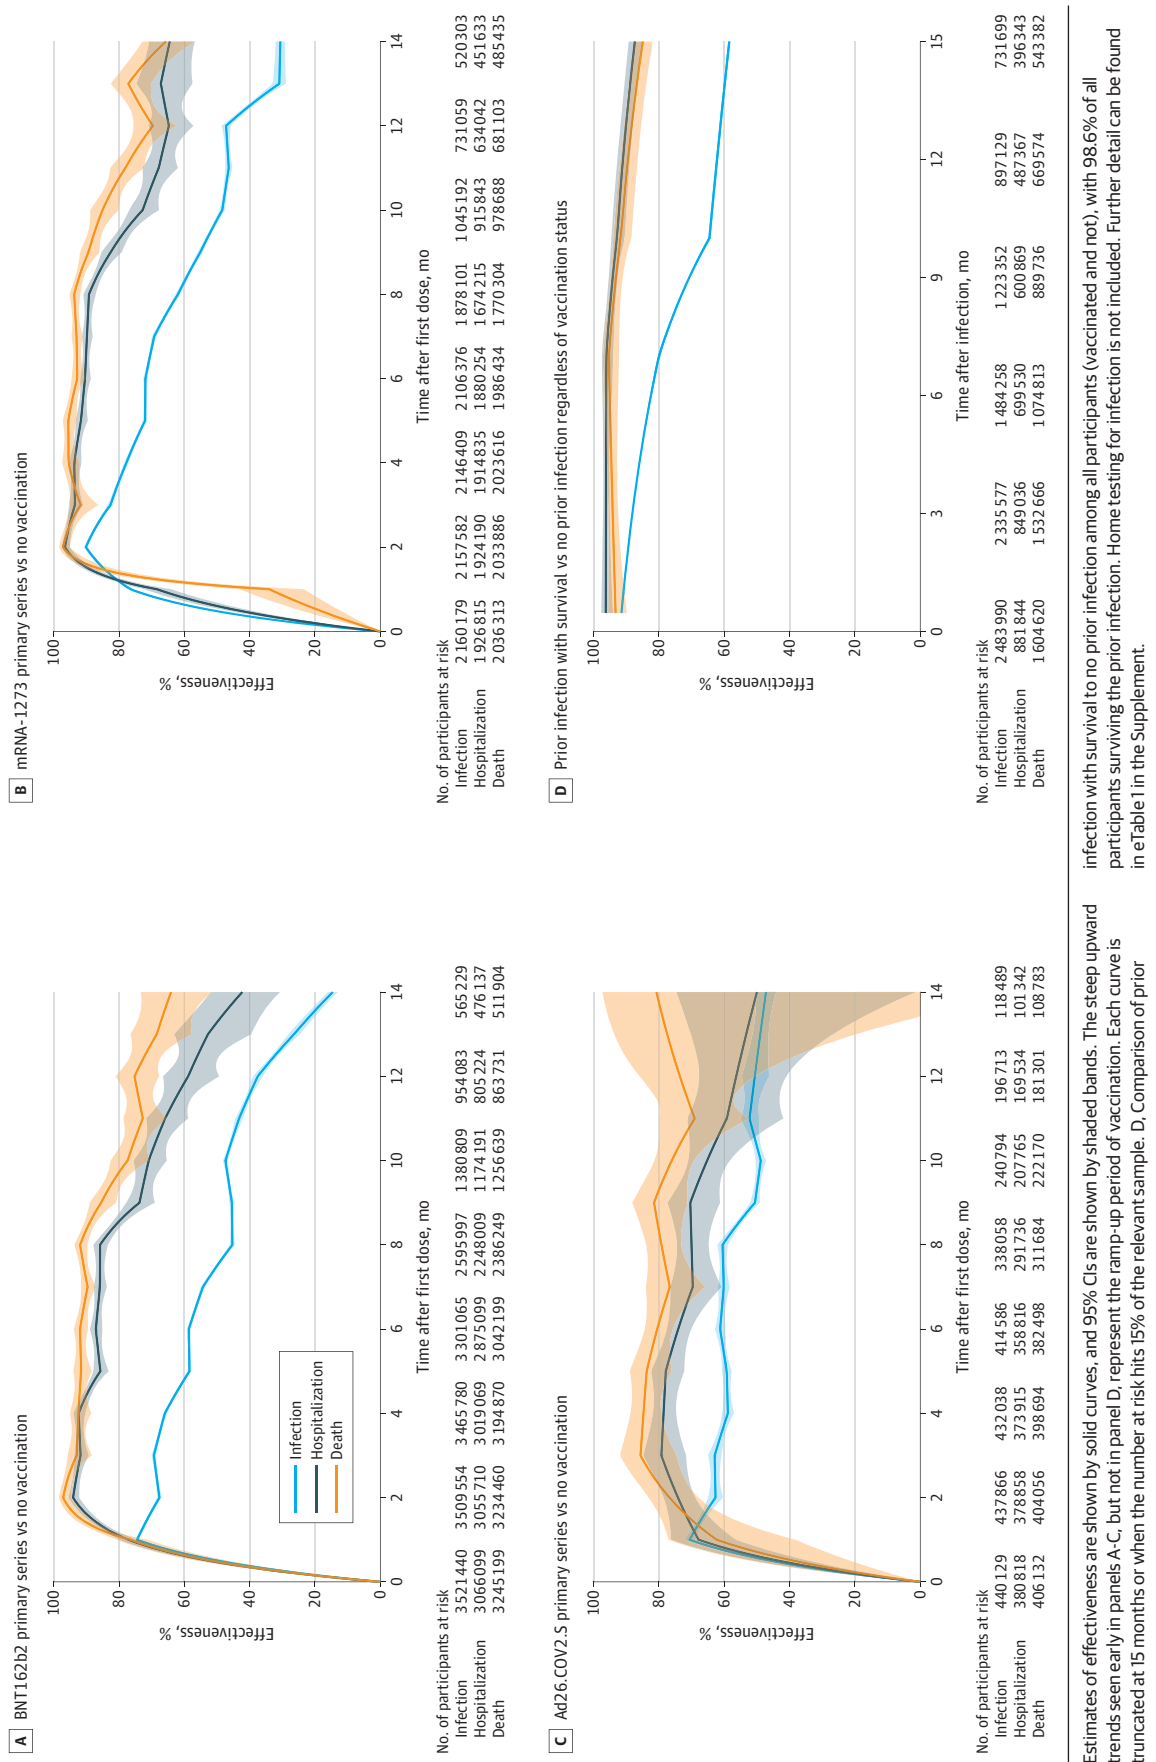 A BNT162b2 primary series vs no vaccination
100
80
60
40
20
0
Effectiveness, %
Infection
Hospitalization
Death
0 2 4 6 8 10 12 14
Time after first dose, mo
No. of participants at risk
Infection 3521440 3509554 3465780 3301065 2595997 1380809 954083 565229
Hospitalization 3066099 3055710 3019069 2875099 2248009 1174191 805224 476137
Death 3245199 3234460 3194870 3042199 2386249 1256639 863731 511904
B mRNA-1273 primary series vs no vaccination
100
80
60
40
20
0
Effectiveness, %
0 2 4 6 8 10 12 14
Time after first dose, mo
No. of participants at risk
Infection 2160179 2157582 2146409 2106376 1878101 1045192 731059 520303
Hospitalization 1926815 1924190 1914835 1880254 1674215 915843 634042 451633
Death 2036313 2033886 2023616 1986434 1770304 978688 681103 485435
C Ad26.COV2.S primary series vs no vaccination
100
80
60
40
20
0
Effectiveness, %
0 2 4 6 8 10 12 14
Time after first dose, mo
No. of participants at risk
Infection 440129 437866 432038 414586 338058 240794 196713 118489
Hospitalization 380818 378858 373915 358816 291736 207765 169534 101342
Death 406132 404056 398694 382498 311684 222170 181301 108783
D Prior infection with survival vs no prior infection regardless of vaccination status
100
80
60
40
20
0
Effectiveness, %
0 3 6 9 12 15
Time after infection, mo
No. of participants at risk
Infection 2483990 2335577 1484258 1223352 897129 731699
Hospitalization 881844 849036 699530 600869 487367 396343
Death 1604620 1532666 1074813 889736 669574 543382
Estimates of effectiveness are shown by solid curves, and 95% CIs are shown by shaded bands. The steep upward
trends seen early in panels A-C, but not in panel D, represent the ramp-up period of vaccination. Each curve is
truncated at 15 months or when the number at risk hits 15% of the relevant sample. D, Comparison of prior
infection with survival to no prior infection among all participants (vaccinated and not), with 98.6% of all
participants surviving the prior infection. Home testing for infection is not included. Further detail can be found
in eTable 1 in the Supplement.